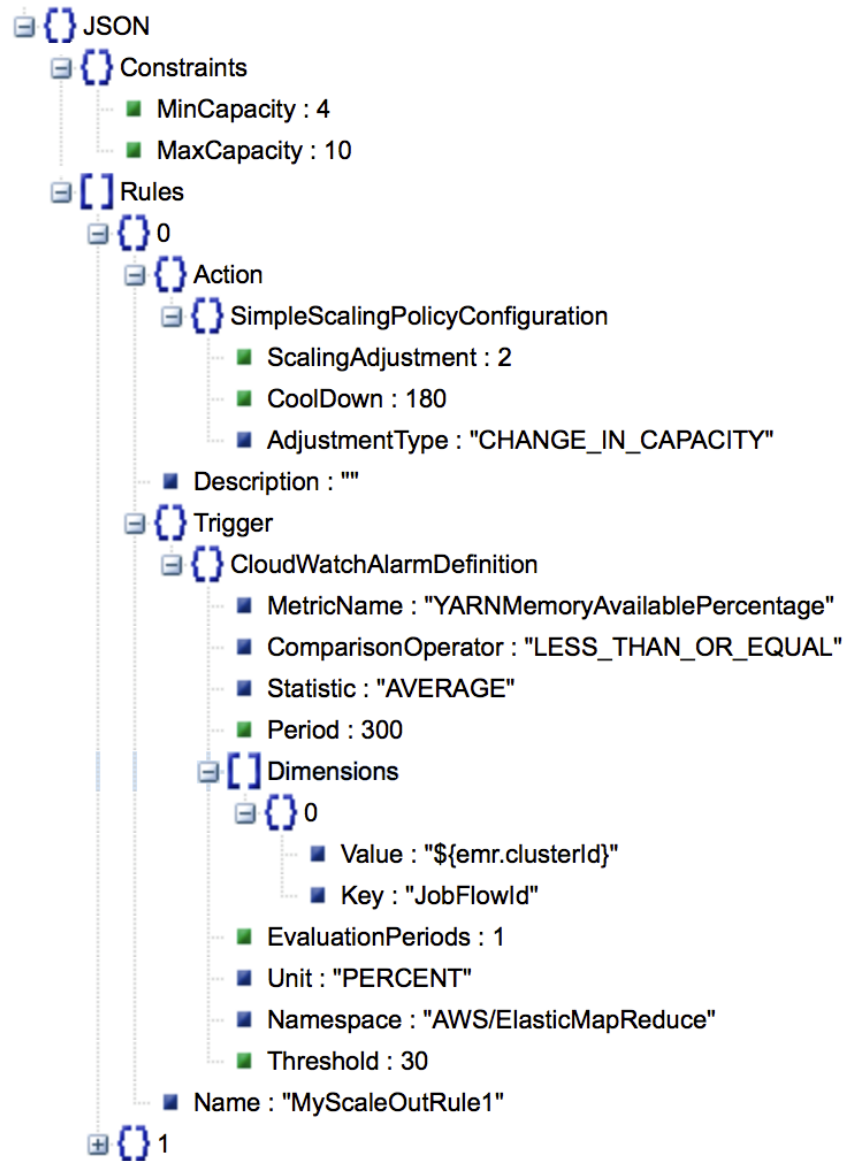 JSON
Constraints
MinCapacity : 4
MaxCapacity : 10
Rules
0
Action
SimpleScalingPolicyConfiguration
ScalingAdjustment : 2
CoolDown : 180
AdjustmentType : "CHANGE_IN_CAPACITY"
Description : ""
Trigger
CloudWatchAlarmDefinition
MetricName : "YARNMemoryAvailablePercentage"
ComparisonOperator : "LESS_THAN_OR_EQUAL"
Statistic : "AVERAGE"
Period : 300
Dimensions
0
Value : "${emr.clusterId}"
Key : "JobFlowId"
EvaluationPeriods : 1
Unit : "PERCENT"
Namespace : "AWS/ElasticMapReduce"
Threshold : 30
Name : "MyScaleOutRule1"
1